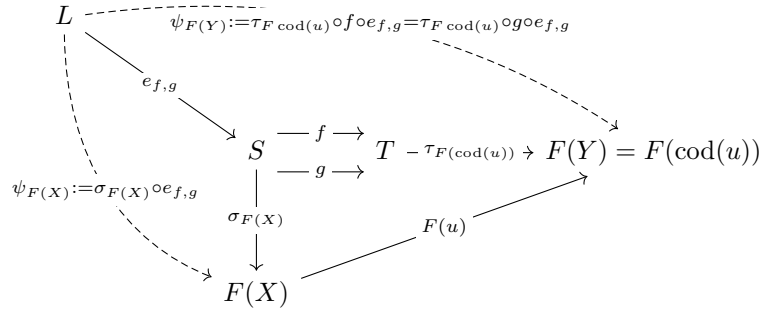 L
ψ_{F(Y)}:=τ_{F cod(u)}∘f∘e_{f,g}=τ_{F cod(u)}∘g∘e_{f,g}
e_{f,g}
S f T τ_{F(cod(u))} F(Y) = F(cod(u))
g
ψ_{F(X)}:=σ_{F(X)}∘e_{f,g}
σ_{F(X)}
F(u)
F(X)